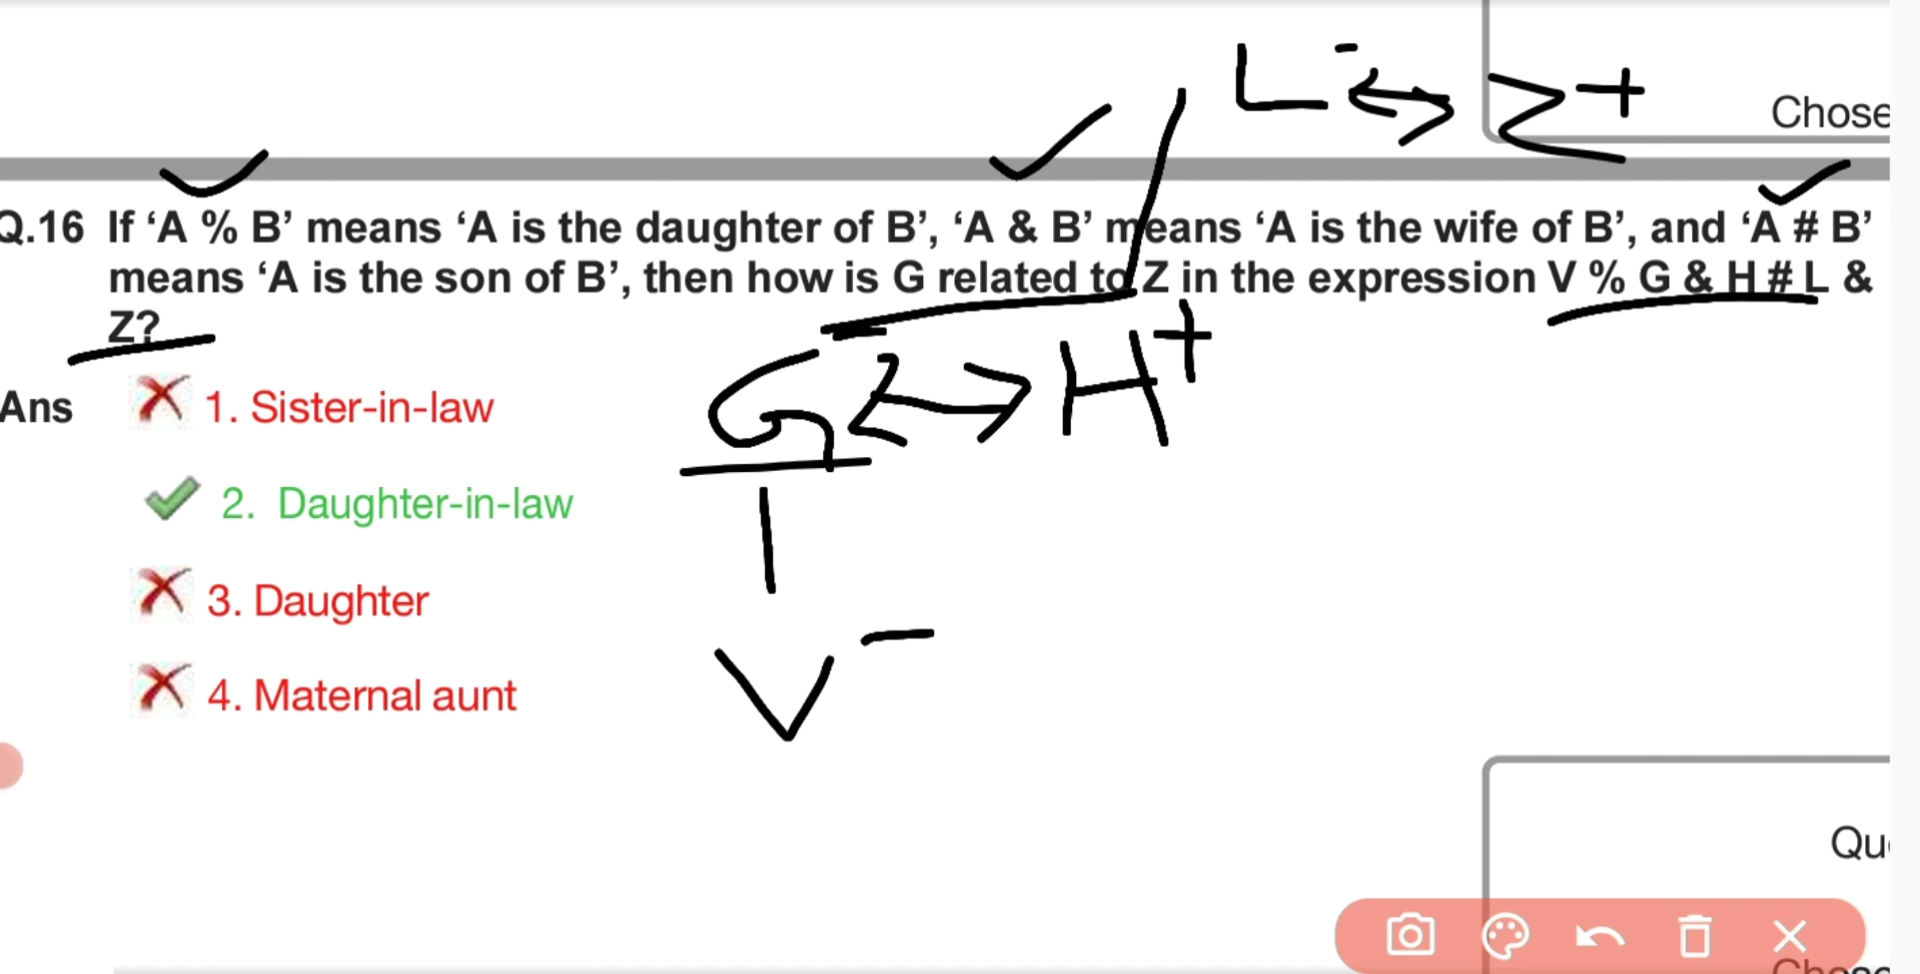 L - ↔ Z +
Chose
Q.16 If ‘A % B’ means ‘A is the daughter of B’, ‘A & B’ means ‘A is the wife of B’, and ‘A # B’
means ‘A is the son of B’, then how is G related to Z in the expression V % G & H # L &
Z?
Ans
1. Sister-in-law
2. Daughter-in-law
3. Daughter
4. Maternal aunt
G - ↔ H +
V -
Qu